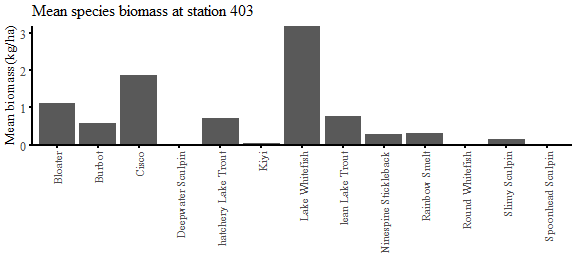 Mean species biomass at station 403
Mean biomass (kg/ha)
3
2
1
0
Bloater
Burbot
Cisco
Deepwater Sculpin
hatchery Lake Trout
Kiyi
Lake Whitefish
lean Lake Trout
Ninespine Stickleback
Rainbow Smelt
Round Whitefish
Slimy Sculpin
Spoonhead Sculpin